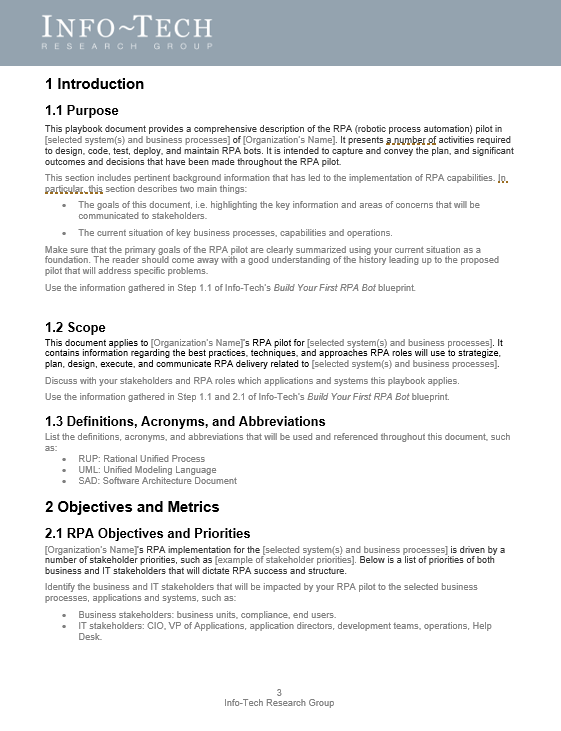 INFO~TECH
RESEARCH GROUP
1 Introduction
1.1 Purpose
This playbook document provides a comprehensive description of the RPA (robotic process automation) pilot in
[selected system(s) and business processes] of [Organization's Name]. It presents a number of activities required
to design, code, test, deploy, and maintain RPA bots. It is intended to capture and convey the plan, and significant
outcomes and decisions that have been made throughout the RPA pilot.
This section includes pertinent background information that has led to the implementation of RPA capabilities. In
particular, this section describes two main things:
• The goals of this document, i.e. highlighting the key information and areas of concerns that will be
communicated to stakeholders.
• The current situation of key business processes, capabilities and operations.
Make sure that the primary goals of the RPA pilot are clearly summarized using your current situation as a
foundation. The reader should come away with a good understanding of the history leading up to the proposed
pilot that will address specific problems.
Use the information gathered in Step 1.1 of Info-Tech's Build Your First RPA Bot blueprint.
1.2 Scope
This document applies to [Organization's Name]'s RPA pilot for [selected system(s) and business processes]. It
contains information regarding the best practices, techniques, and approaches RPA roles will use to strategize,
plan, design, execute, and communicate RPA delivery related to [selected system(s) and business processes].
Discuss with your stakeholders and RPA roles which applications and systems this playbook applies.
Use the information gathered in Step 1.1 and 2.1 of Info-Tech's Build Your First RPA Bot blueprint.
1.3 Definitions, Acronyms, and Abbreviations
List the definitions, acronyms, and abbreviations that will be used and referenced throughout this document, such
as:
• RUP: Rational Unified Process
• UML: Unified Modeling Language
• SAD: Software Architecture Document
2 Objectives and Metrics
2.1 RPA Objectives and Priorities
[Organization's Name]'s RPA implementation for the [selected system(s) and business processes] is driven by a
number of stakeholder priorities, such as [example of stakeholder priorities]. Below is a list of priorities of both
business and IT stakeholders that will dictate RPA success and structure.
Identify the business and IT stakeholders that will be impacted by your RPA pilot to the selected business
processes, applications and systems, such as:
• Business stakeholders: business units, compliance, end users.
• IT stakeholders: CIO, VP of Applications, application directors, development teams, operations, Help
Desk.
3
Info-Tech Research Group